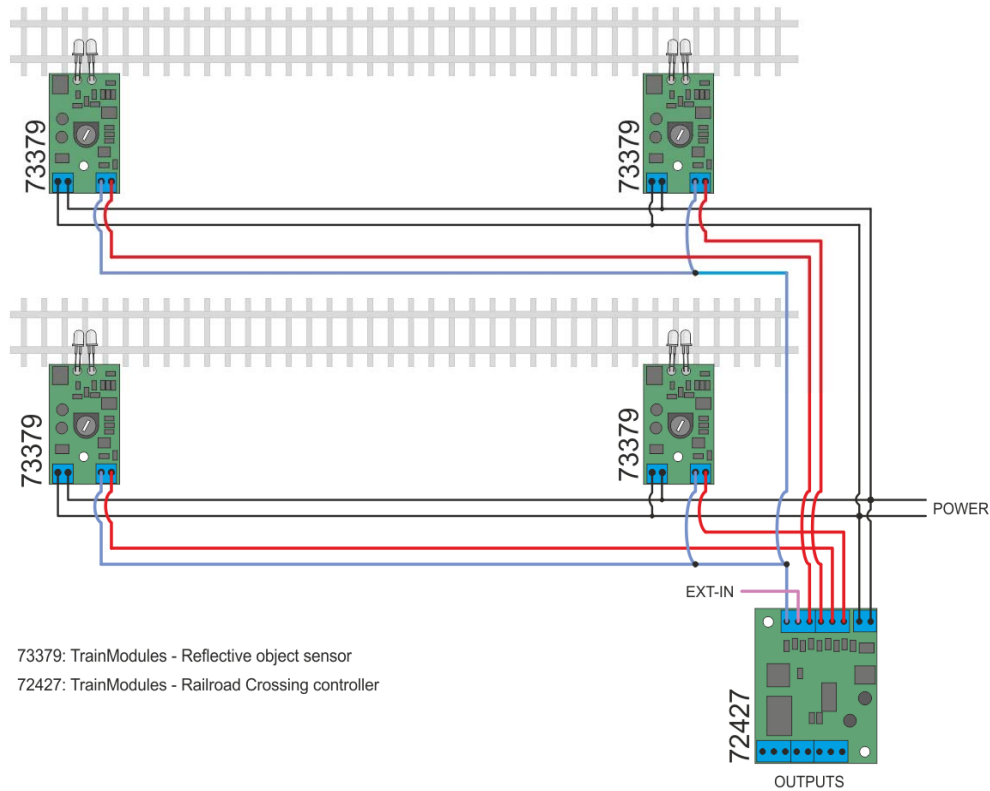 73379
73379
73379
73379
POWER
EXT-IN
73379: TrainModules - Reflective object sensor
72427: TrainModules - Railroad Crossing controller
72427
OUTPUTS